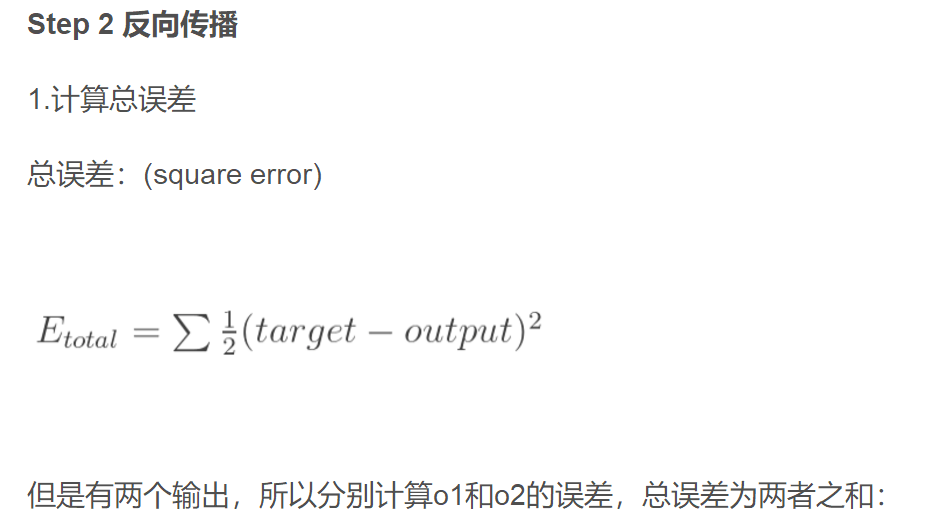 Step 2 反向传播
1.计算总误差
总误差：(square error)
E_{total} = \sum \frac{1}{2}(target - output)^2
但是有两个输出，所以分别计算o1和o2的误差，总误差为两者之和：